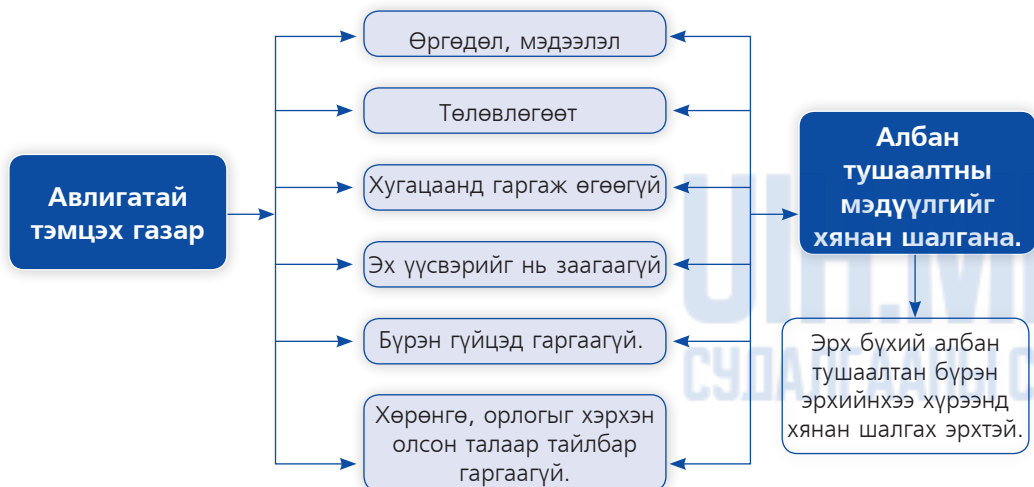 Авлигатай
тэмцэх газар
Өргөдөл, мэдээлэл
Төлөвлөгөөт
Хугацаанд гаргаж өгөөгүй
Эх үүсвэрийг нь заагаагүй
Бүрэн гүйцэд гаргаагүй.
Хөрөнгө, орлогыг хэрхэн
олсон талаар тайлбар
гаргаагүй.
Албан
тушаалтны
мэдүүлгийг
хянан шалгана.
Эрх бүхий албан
тушаалтан бүрэн
эрхийнхээ хүрээнд
хянан шалгах эрхтэй.